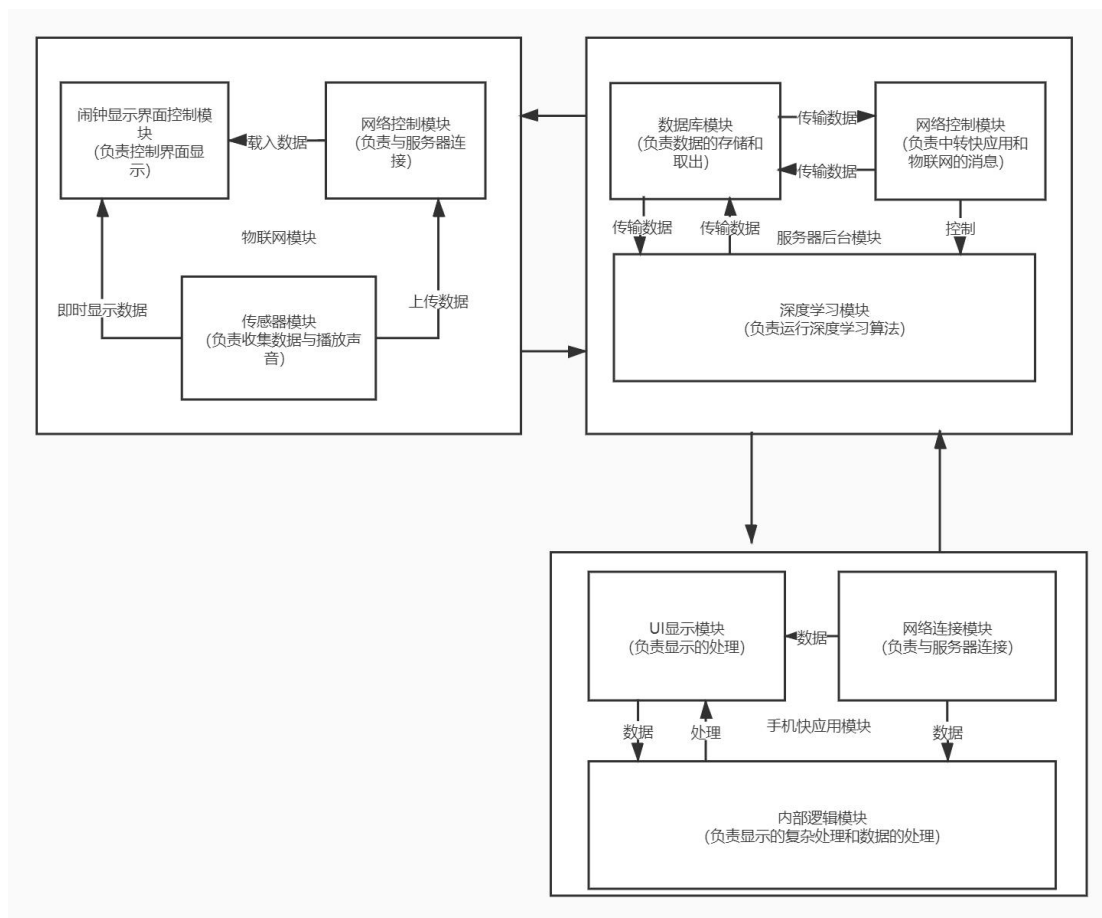 闹钟显示界面控制模
块
(负责控制界面显
示)
载入数据
网络控制模块
(负责与服务器连
接)
物联网模块
即时显示数据
传感器模块
(负责收集数据与播放声
音)
上传数据
数据库模块
(负责数据的存储和
取出)
传输数据
传输数据
网络控制模块
(负责中转快应用和
物联网的消息)
传输数据
传输数据
服务器后台模块
控制
深度学习模块
(负责运行深度学习算法)
UI显示模块
(负责显示的处理)
数据
网络连接模块
(负责与服务器连接)
数据
处理
手机快应用模块
数据
内部逻辑模块
(负责显示的复杂处理和数据的处理)